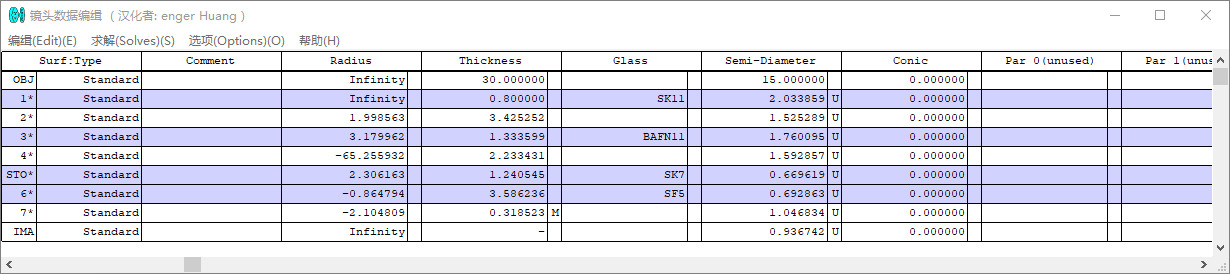 镜头数据编辑 ( 汉化者: enger Huang )
编辑(Edit)(E) 求解(Solves)(S) 选项(Options)(O) 帮助(H)
Surf:Type Comment Radius Thickness Glass Semi-Diameter Conic Par 0(unused) Par 1(unus
OBJ Standard Infinity 30.000000 15.000000 0.000000
1* Standard Infinity 0.800000 SK11 2.033859 U 0.000000
2* Standard 1.998563 3.425252 1.525289 U 0.000000
3* Standard 3.179962 1.333599 BAFN11 1.760095 U 0.000000
4* Standard -65.255932 2.233431 1.592857 U 0.000000
STO* Standard 2.306163 1.240545 SK7 0.669619 U 0.000000
6* Standard -0.864794 3.586236 SF5 0.692863 U 0.000000
7* Standard -2.104809 0.318523 M 1.046834 U 0.000000
IMA Standard Infinity - 0.936742 U 0.000000